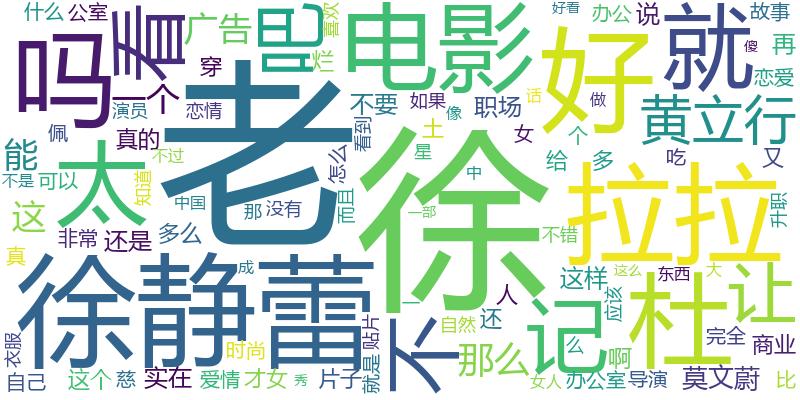 什么 公室 看 广告 吧 喜欢 电影 好看 办公 说 故事
吗 一个 穿 烂 好 就 傻 再
演员 恋情 老 不要 如果 像 职场 话 做 黄立行 恋爱
佩 真的 看到 土 女 个
能 太 不过 怎么 星 徐 给 多 吃 又
不是 可以 知道 中国 那 没有 而且 中 拉拉 升职
这 非常 还是 多么 一部 不错
真 徐静蕾 成 不 一 人 这样 这么 东西 大
衣服 时尚 贴片 自然 还 记 么 应该 杜 让 完全 商业
自己 这个 慈 实在 爱情 才女 秀 片子 就是 那么 女人 办公室 啊 导演 莫文蔚 比